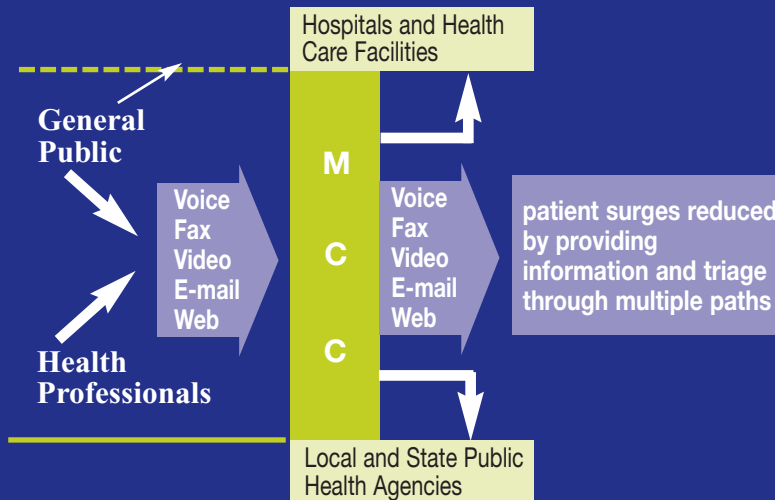 Hospitals and Health
Care Facilities
General
Public
Health
Professionals
Voice
Fax
Video
E-mail
Web
M
C
C
Voice
Fax
Video
E-mail
Web
patient surges reduced
by providing
information and triage
through multiple paths
Local and State Public
Health Agencies